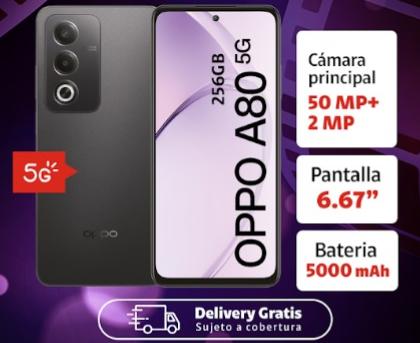 Cámara
principal
50 MP+
2 MP
OPPO A80 5G
256GB
5G
oppo
Pantalla
6.67”
Bateria
5000 mAh
Delivery Gratis
Sujeto a cobertura